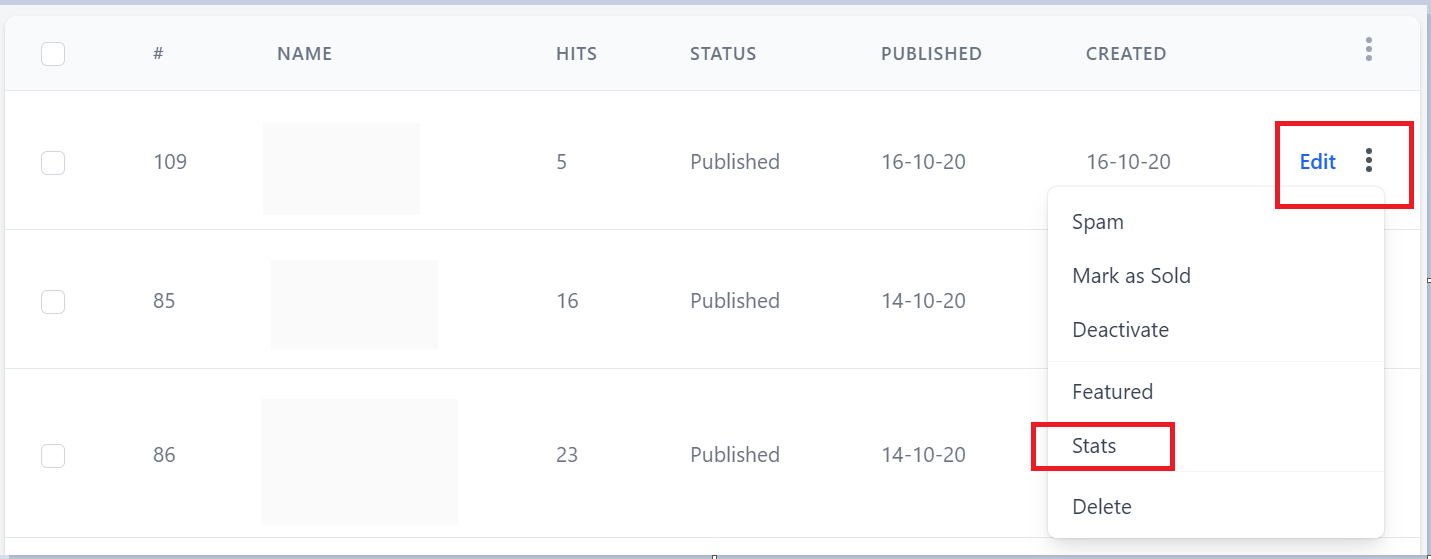 # NAME HITS STATUS PUBLISHED CREATED
109 5 Published 16-10-20 16-10-20 Edit
Spam
Mark as Sold
85 16 Published 14-10-20
Deactivate
Featured
Stats
86 23 Published 14-10-20
Delete